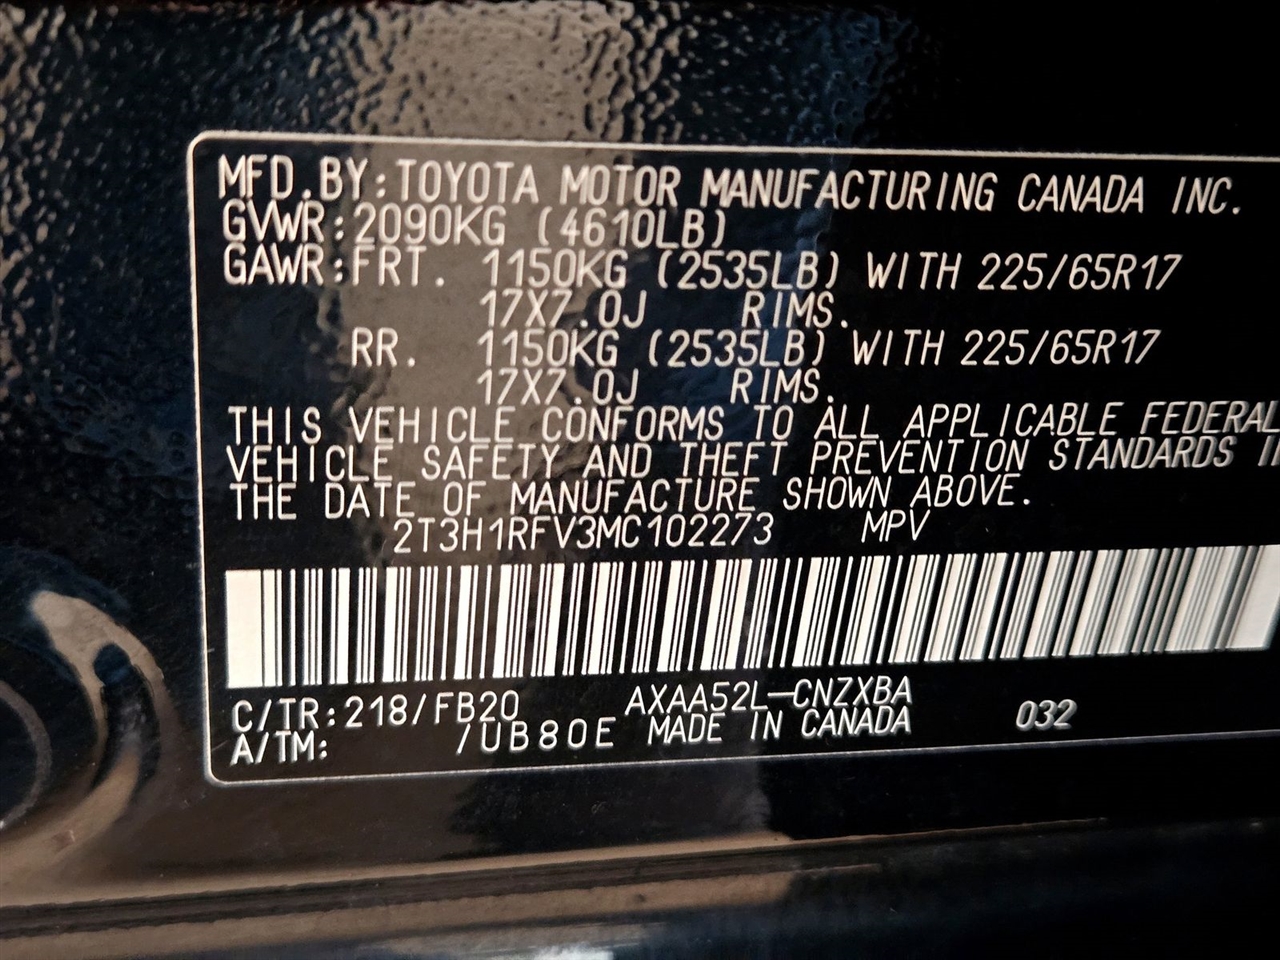 MFD.BY:TOYOTA MOTOR MANUFACTURING CANADA INC.
GVWR:2090KG (4610LB)
GAWR:FRT. 1150KG (2535LB) WITH 225/65R17
17X7.0J RIMS.
RR. 1150KG (2535LB) WITH 225/65R17
17X7.0J RIMS.
THIS VEHICLE CONFORMS TO ALL APPLICABLE FEDERAL
VEHICLE SAFETY AND THEFT PREVENTION STANDARDS
THE DATE OF MANUFACTURE SHOWN ABOVE.
2T3H1RFV3MC102273 MPV
C/TR:218/FB20 AXAA52L-CNZXBA 032
A/TM: /UB80E MADE IN CANADA